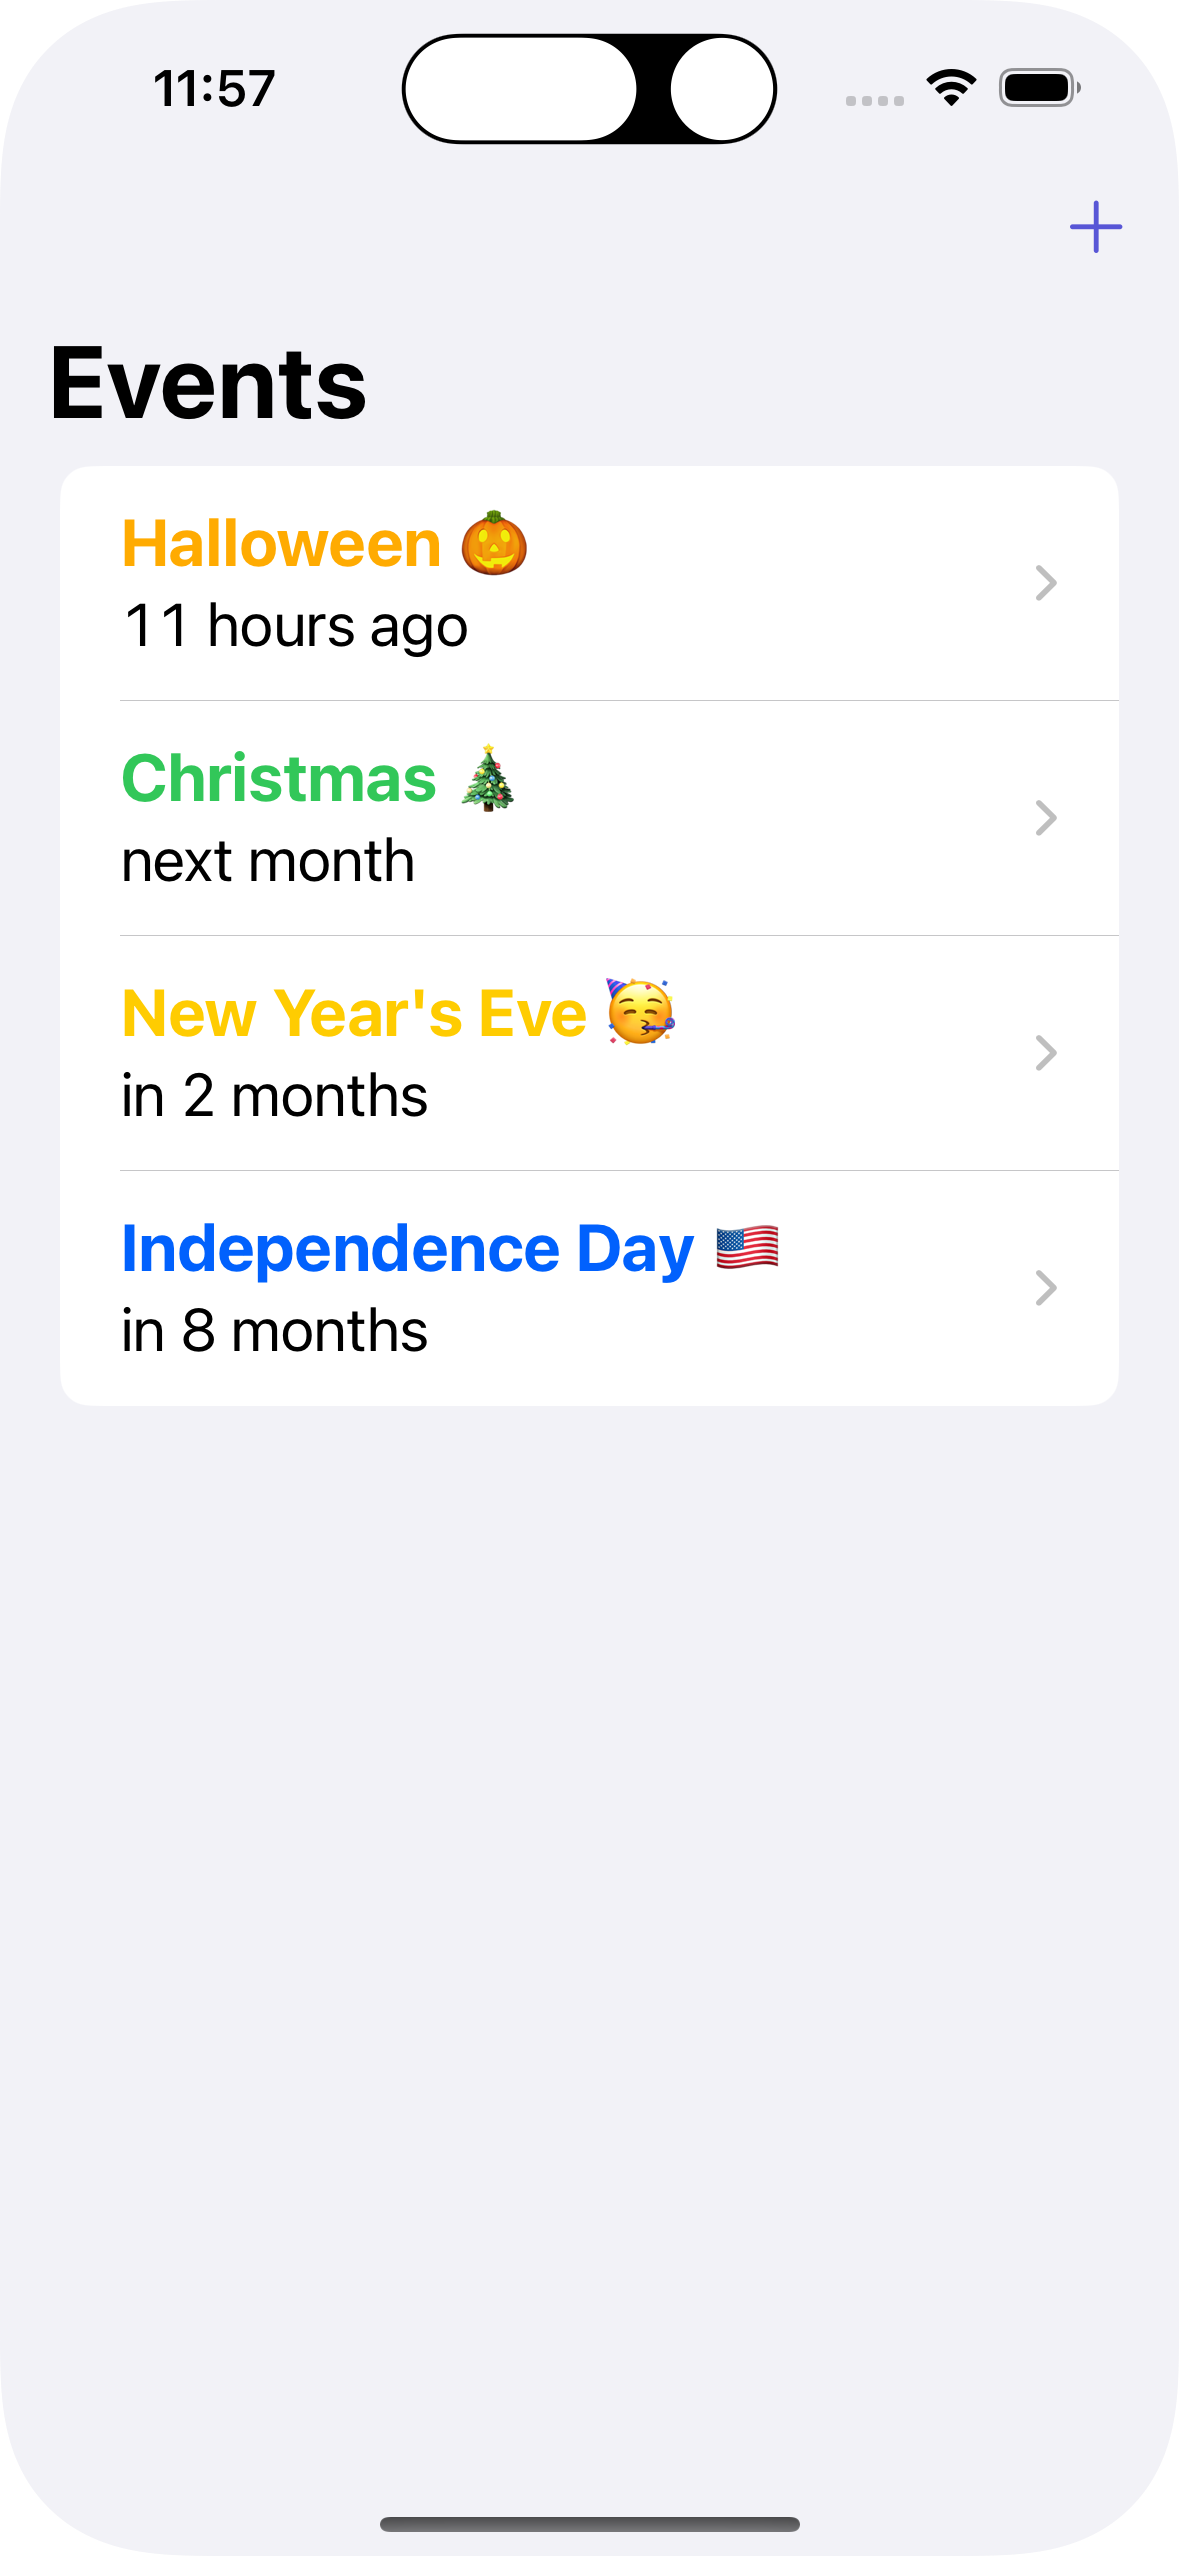 11:57
Events
Halloween 🎃
11 hours ago
Christmas 🎄
next month
New Year's Eve 🥳
in 2 months
Independence Day 🇺🇸
in 8 months